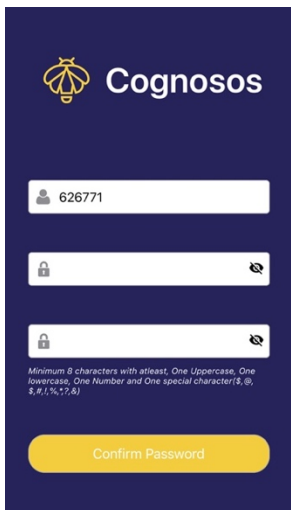 Cognosos
626771
Minimum 8 characters with atleast, One Uppercase, One
lowercase, One Number and One special character($,@,
$,#,!,%,*,?,&)
Confirm Password